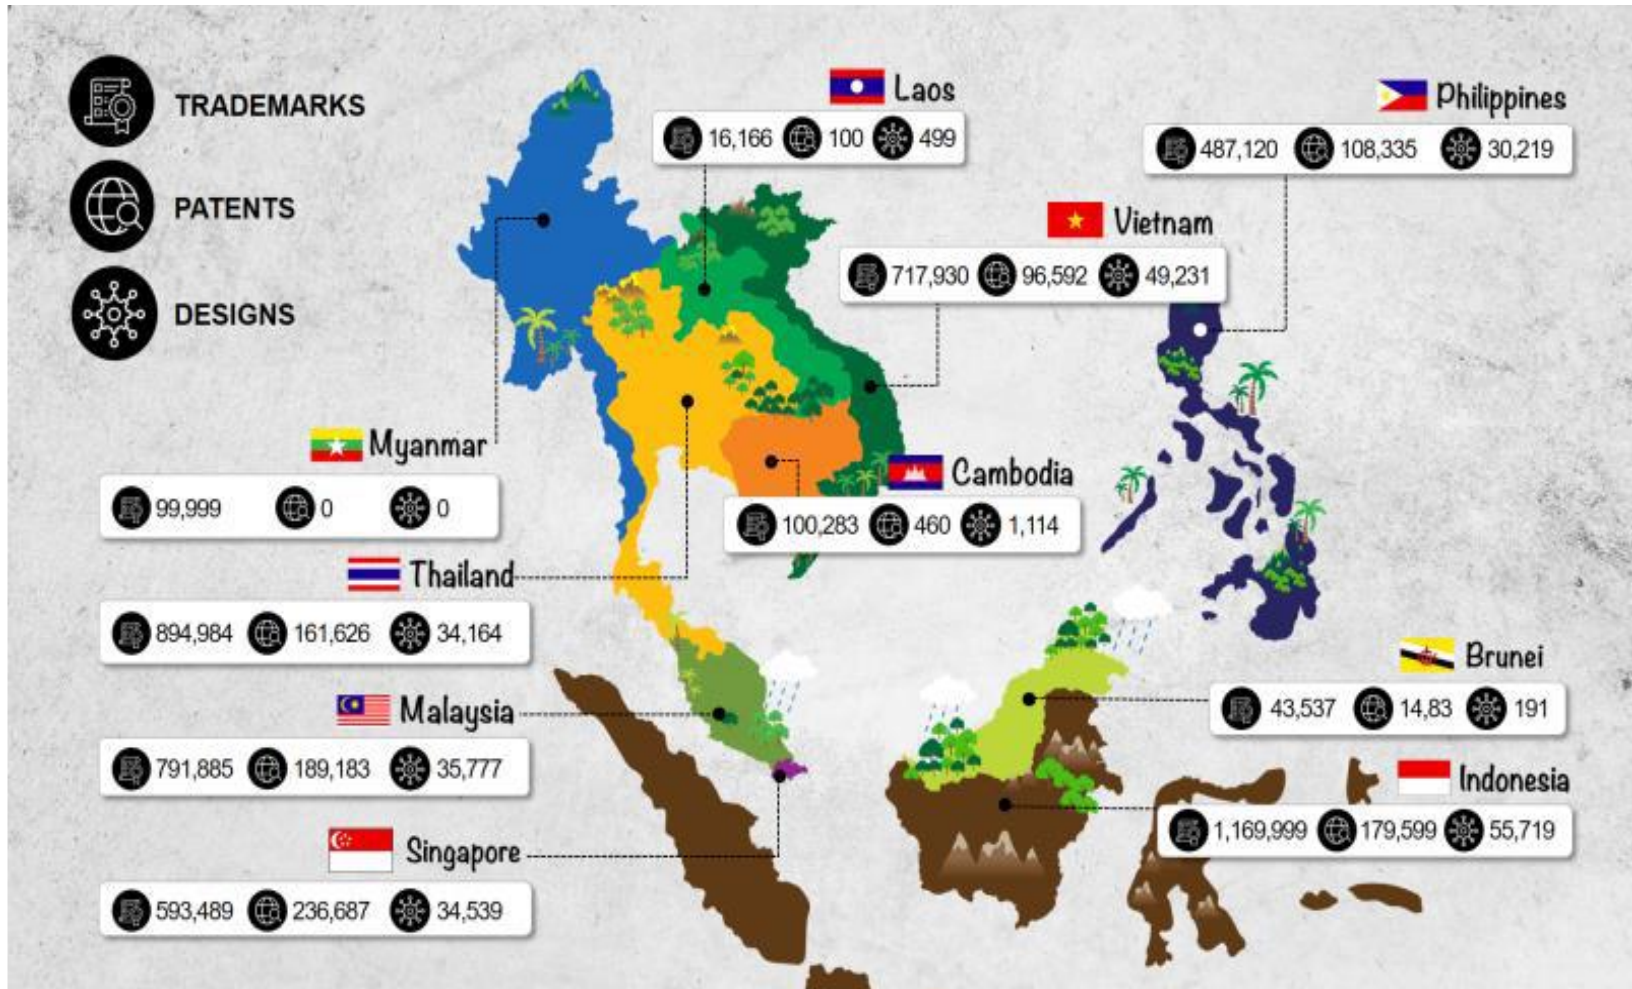 TRADEMARKS
PATENTS
DESIGNS
Laos
16,166 100 499
Philippines
487,120 108,335 30,219
Vietnam
717,930 96,592 49,231
Myanmar
99,999 0 0
Cambodia
100,283 460 1,114
Thailand
894,984 161,626 34,164
Malaysia
791,885 189,183 35,777
Brunei
43,537 14,83 191
Indonesia
1,169,999 179,599 55,719
Singapore
593,489 236,687 34,539